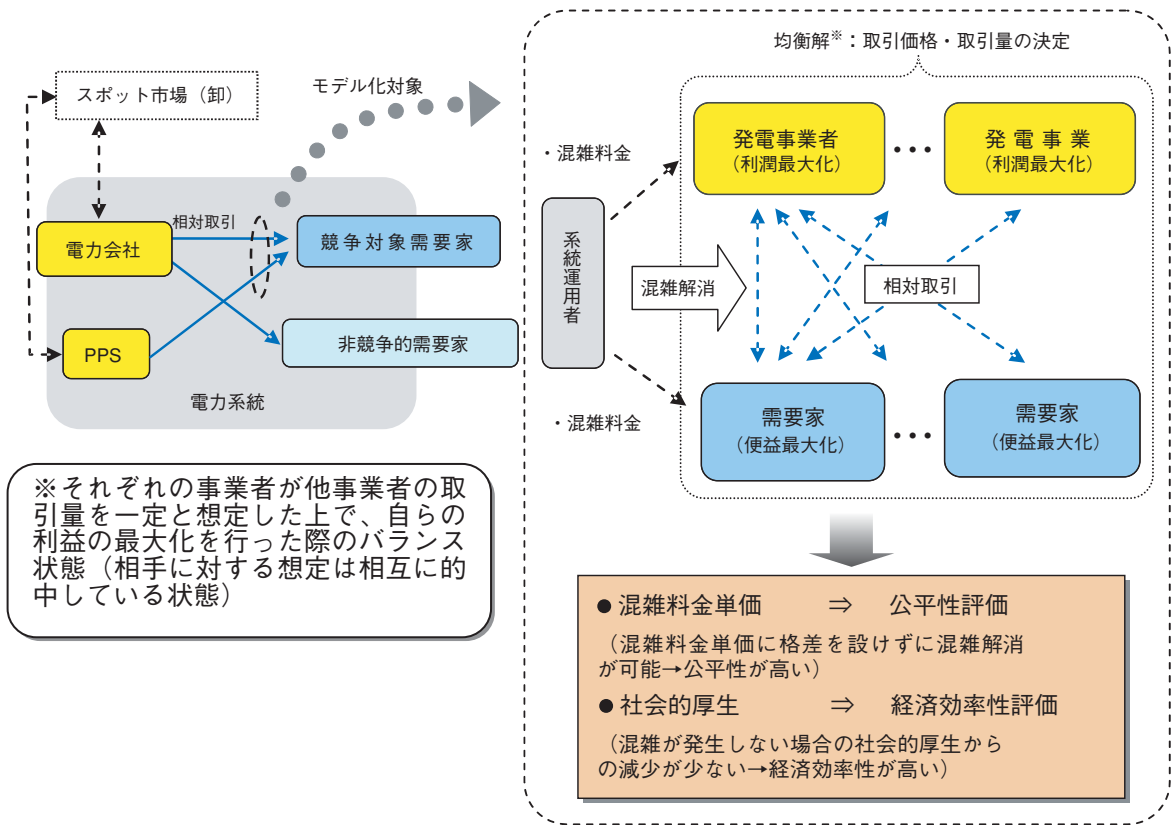 スポット市場（卸）
モデル化対象
電力会社
相対取引
競争対象需要家
PPS
非競争的需要家
電力系統
※それぞれの事業者が他事業者の取
引量を一定と想定した上で、自らの
利益の最大化を行った際のバランス
状態（相手に対する想定は相互に的
中している状態）
均衡解※：取引価格・取引量の決定
・混雑料金
発電事業者
（利潤最大化）
•••
発電事業
（利潤最大化）
系統運用者
混雑解消
相対取引
・混雑料金
需要家
（便益最大化）
•••
需要家
（便益最大化）
●混雑料金単価　⇒　公平性評価
（混雑料金単価に格差を設けずに混雑解消
が可能→公平性が高い）
●社会的厚生　⇒　経済効率性評価
（混雑が発生しない場合の社会的厚生から
の減少が少ない→経済効率性が高い）